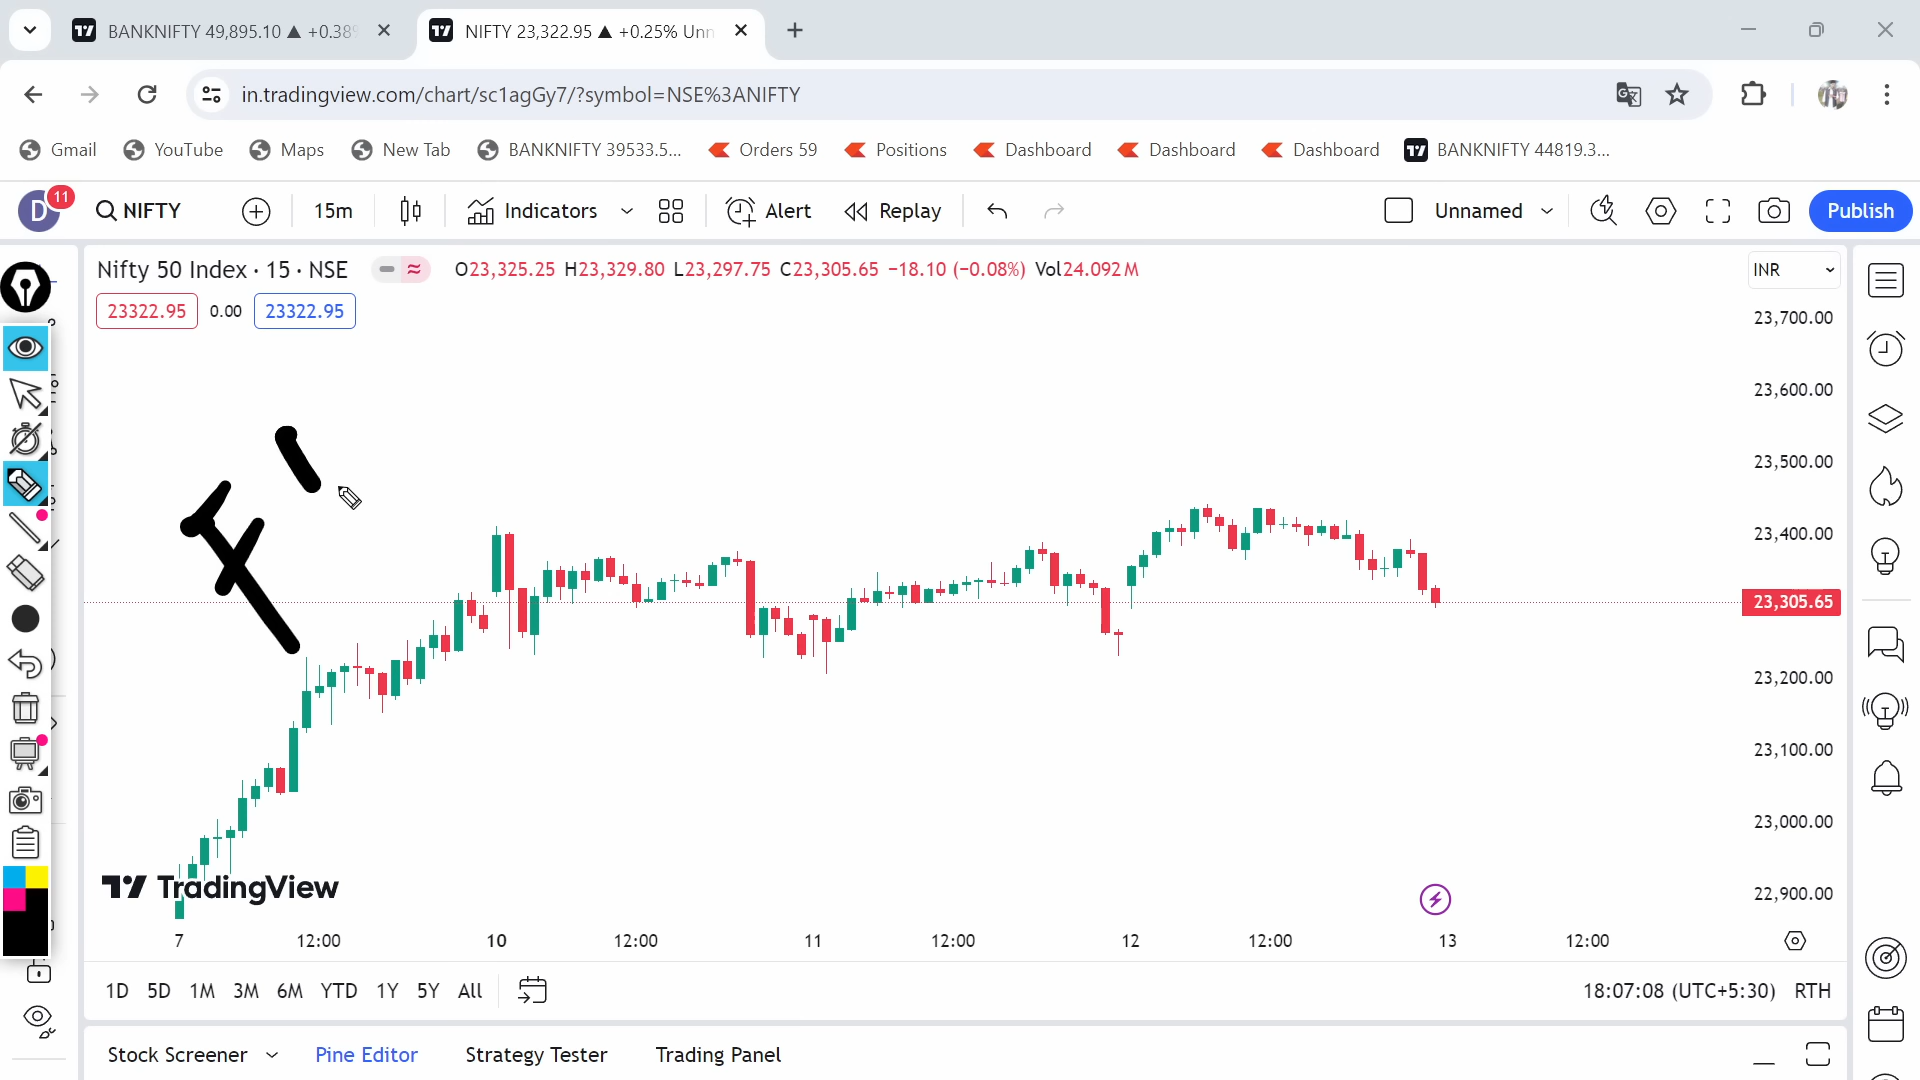 BANKNIFTY 49,895.10 ▲ +0.38%
NIFTY 23,322.95 ▲ +0.25% Unn
in.tradingview.com/chart/sc1agGy7/?symbol=NSE%3ANIFTY
Gmail YouTube Maps New Tab BANKNIFTY 39533.5... Orders 59 Positions Dashboard Dashboard Dashboard BANKNIFTY 44819.3...
D 11 NIFTY 15m Indicators Alert Replay Unnamed Publish
Nifty 50 Index · 15 · NSE O23,325.25 H23,329.80 L23,297.75 C23,305.65 −18.10 (−0.08%) Vol24.092 M INR
23322.95 0.00 23322.95
23,700.00
23,600.00
23,500.00
23,400.00
23,305.65
23,200.00
23,100.00
23,000.00
22,900.00
TradingView
7 12:00 10 12:00 11 12:00 12 12:00 13 12:00
1D 5D 1M 3M 6M YTD 1Y 5Y All 18:07:08 (UTC+5:30) RTH
Stock Screener Pine Editor Strategy Tester Trading Panel